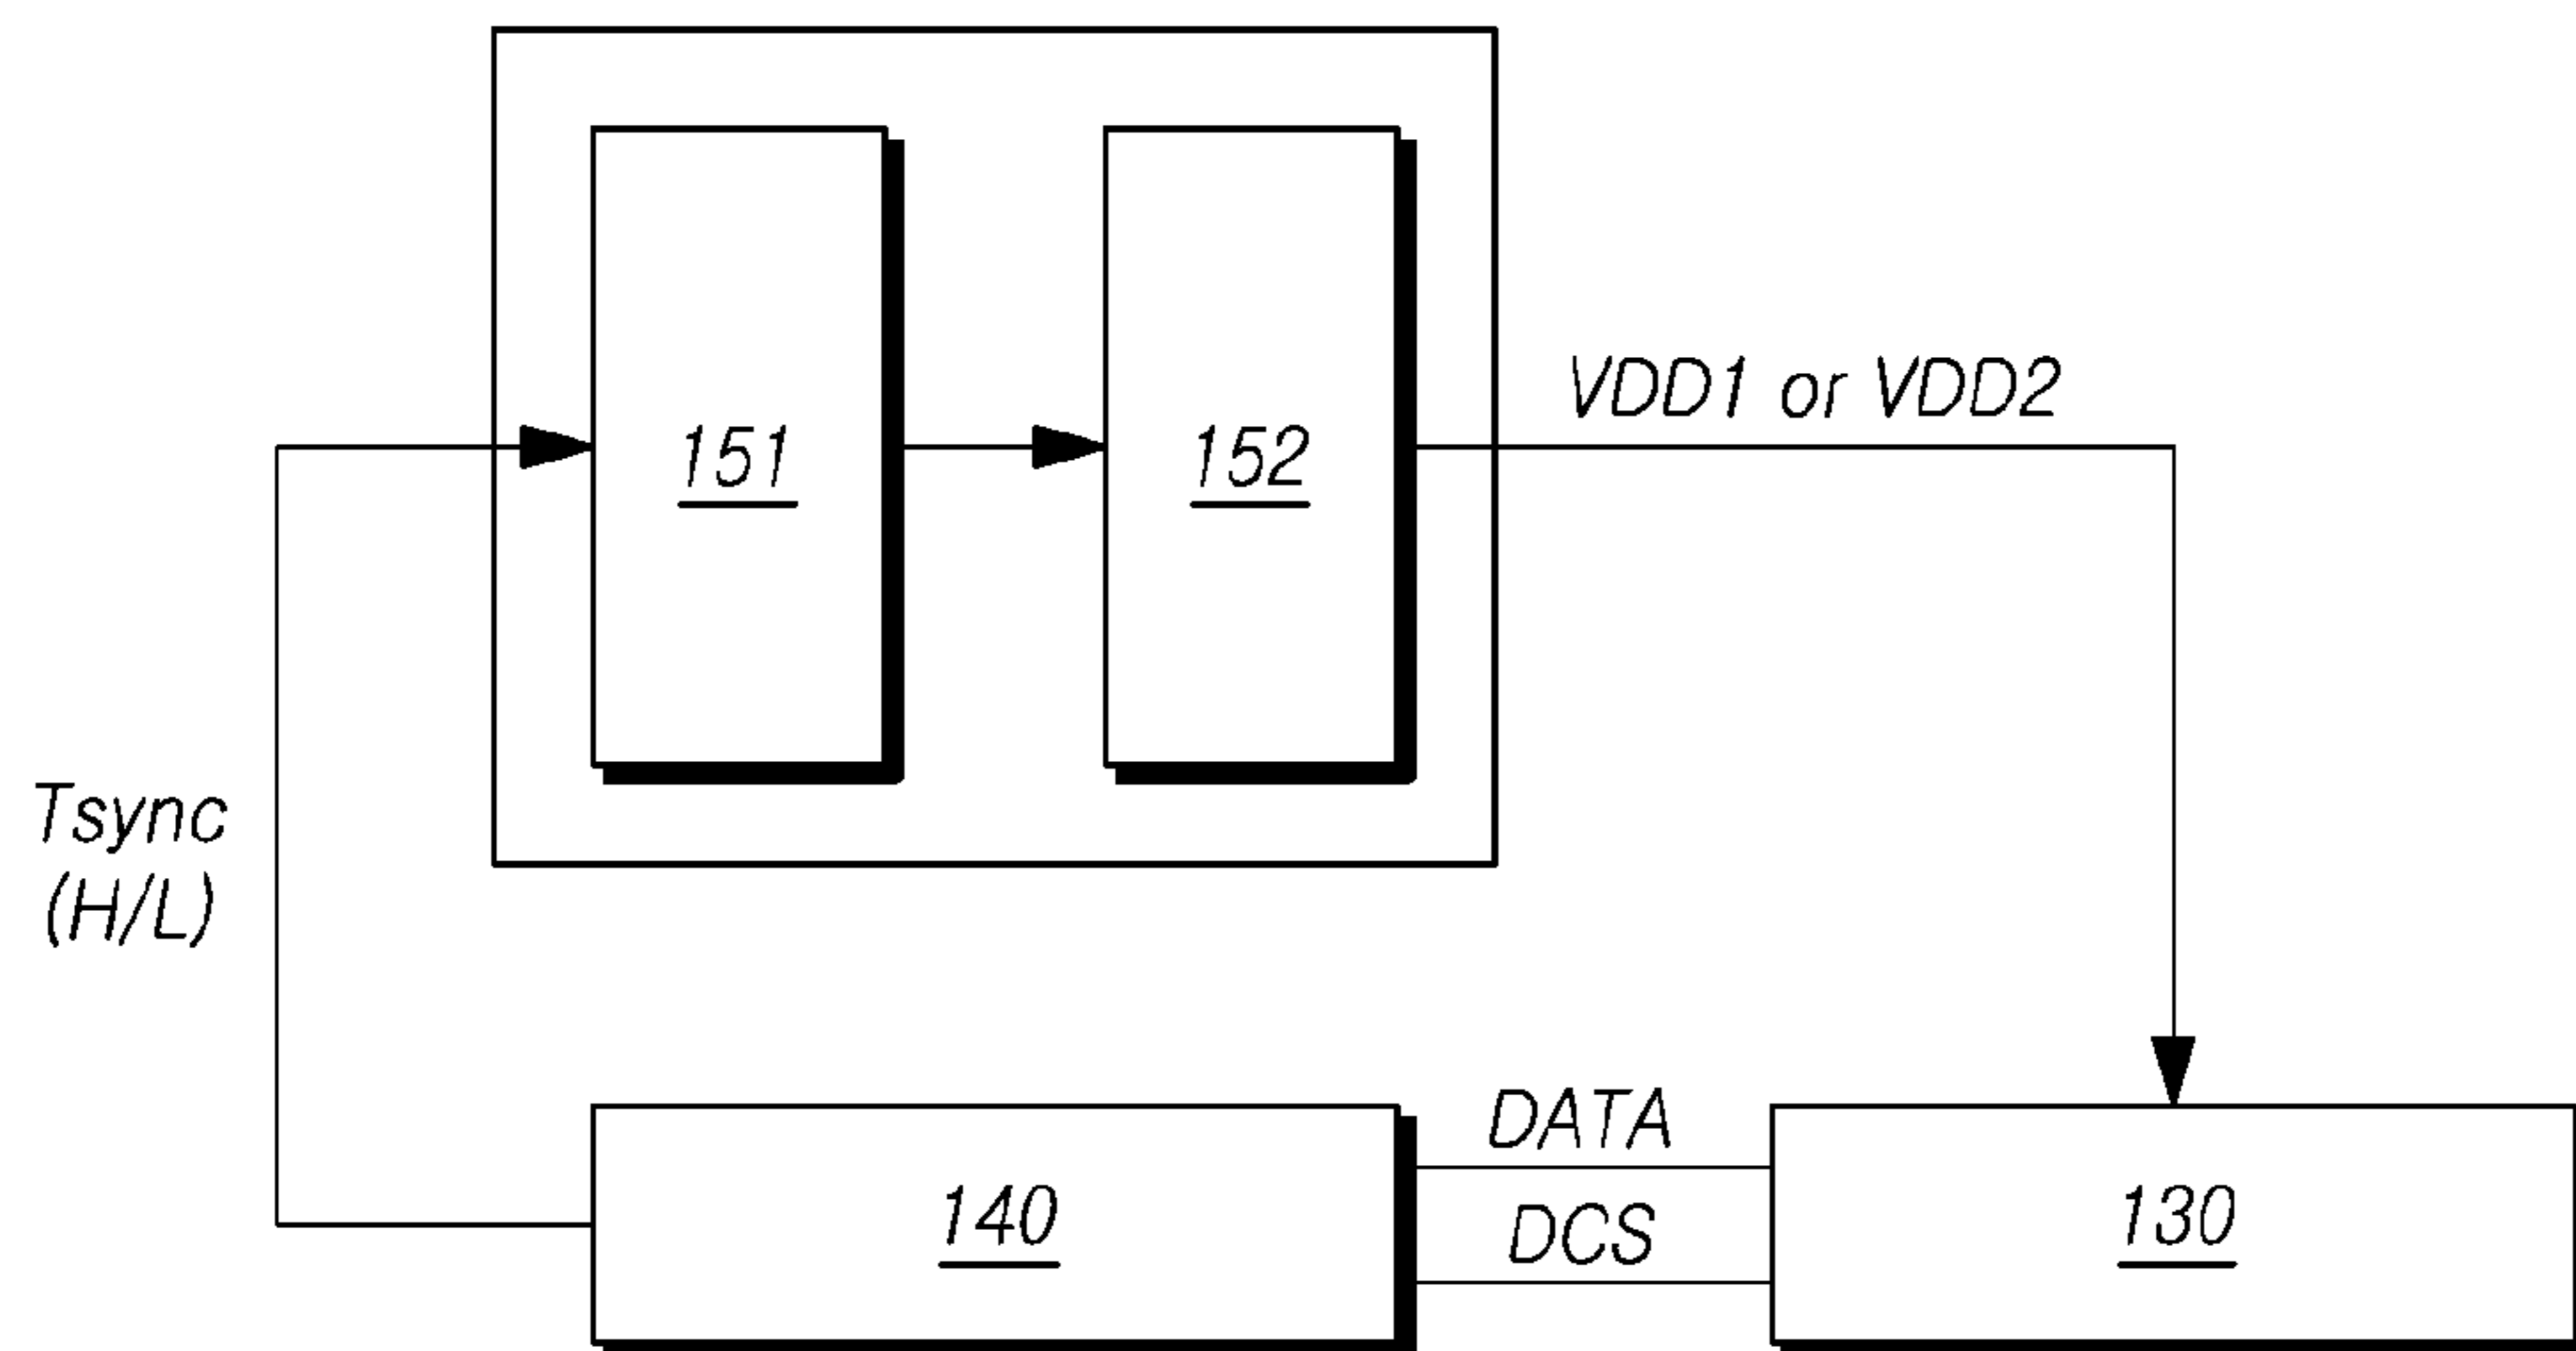 151
152
VDD1 or VDD2
Tsync
(H/L)
140
DATA
DCS
130